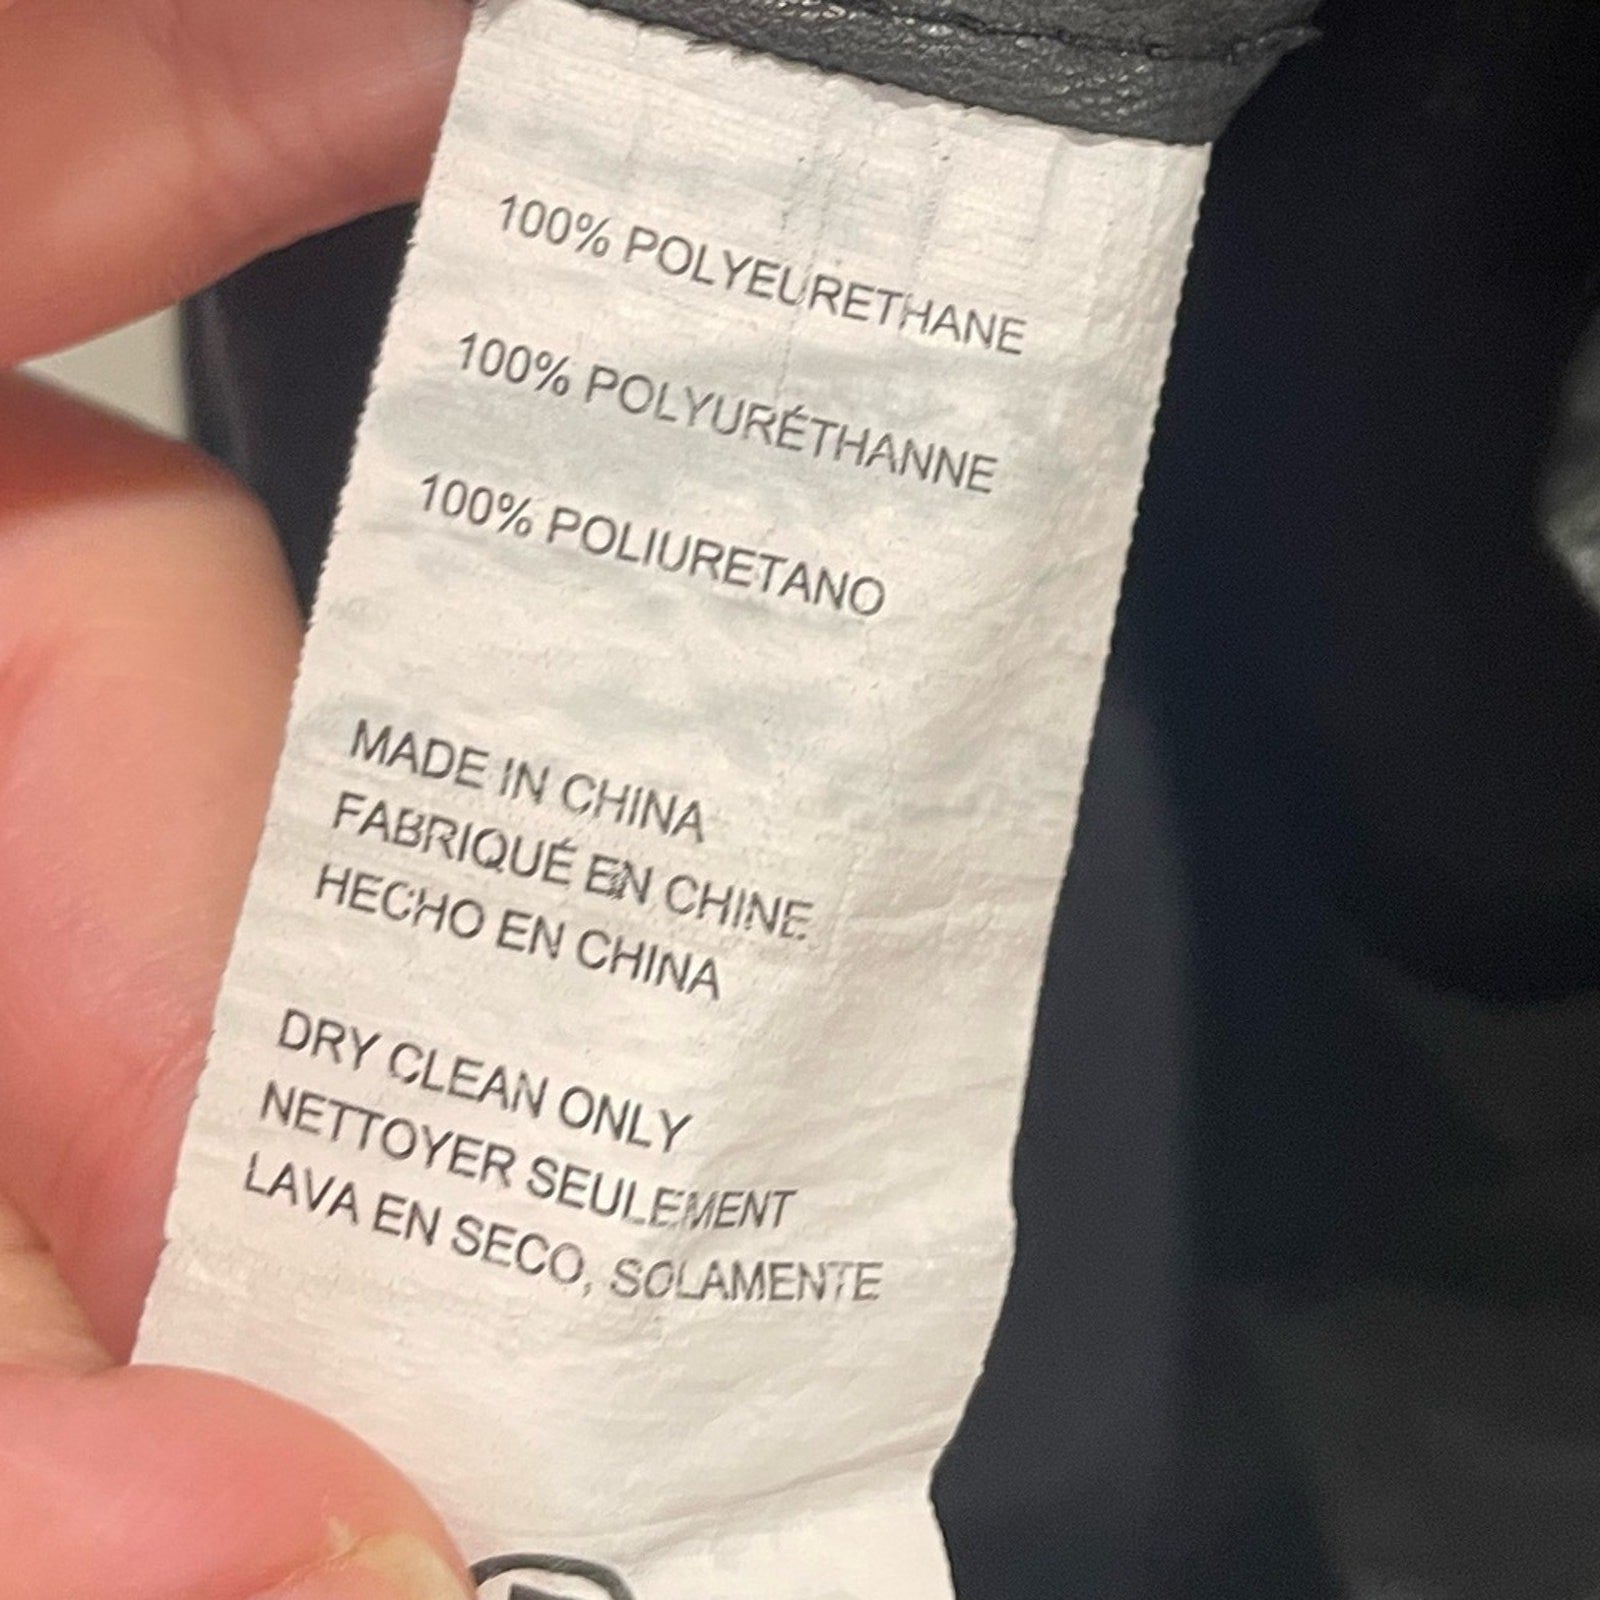 100% POLYEURETHANE
100% POLYURÉTHANNE
100% POLIURETANO
MADE IN CHINA
FABRIQUÉ EN CHINE
HECHO EN CHINA
DRY CLEAN ONLY
NETTOYER SEULEMENT
LAVA EN SECO, SOLAMENTE